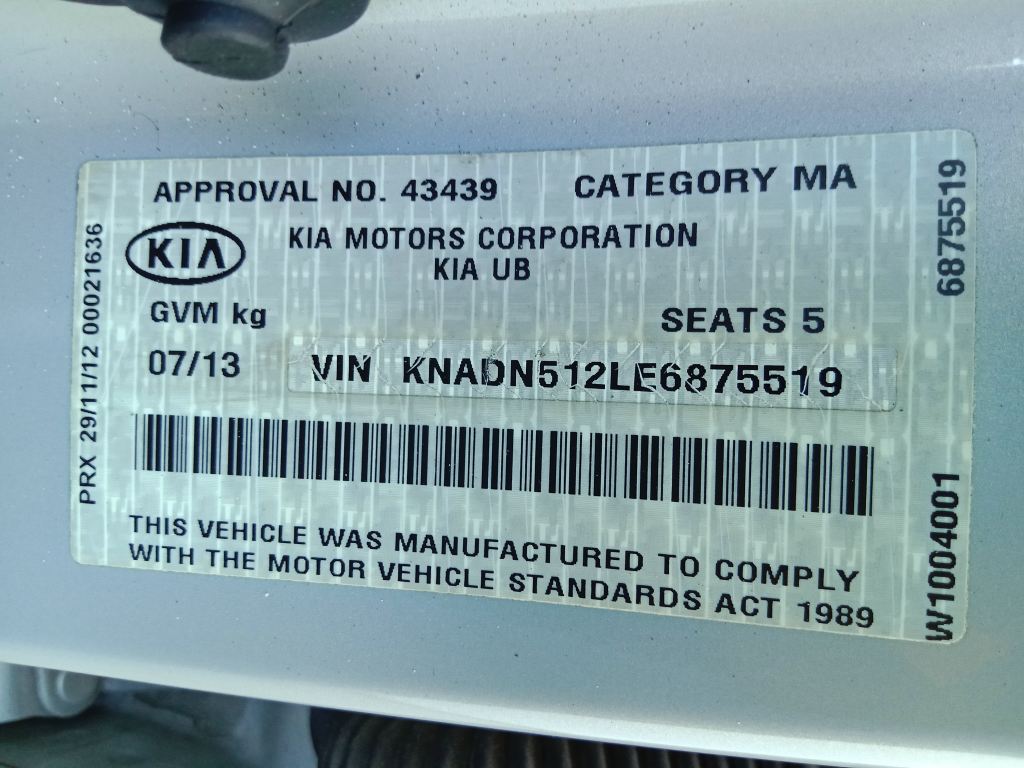 APPROVAL NO. 43439 CATEGORY MA
KIA
KIA MOTORS CORPORATION
KIA UB
GVM kg SEATS 5
07/13 VIN KNADN512LE6875519
THIS VEHICLE WAS MANUFACTURED TO COMPLY
WITH THE MOTOR VEHICLE STANDARDS ACT 1989
PRX 29/11/12 00021636
6875519
W1004001